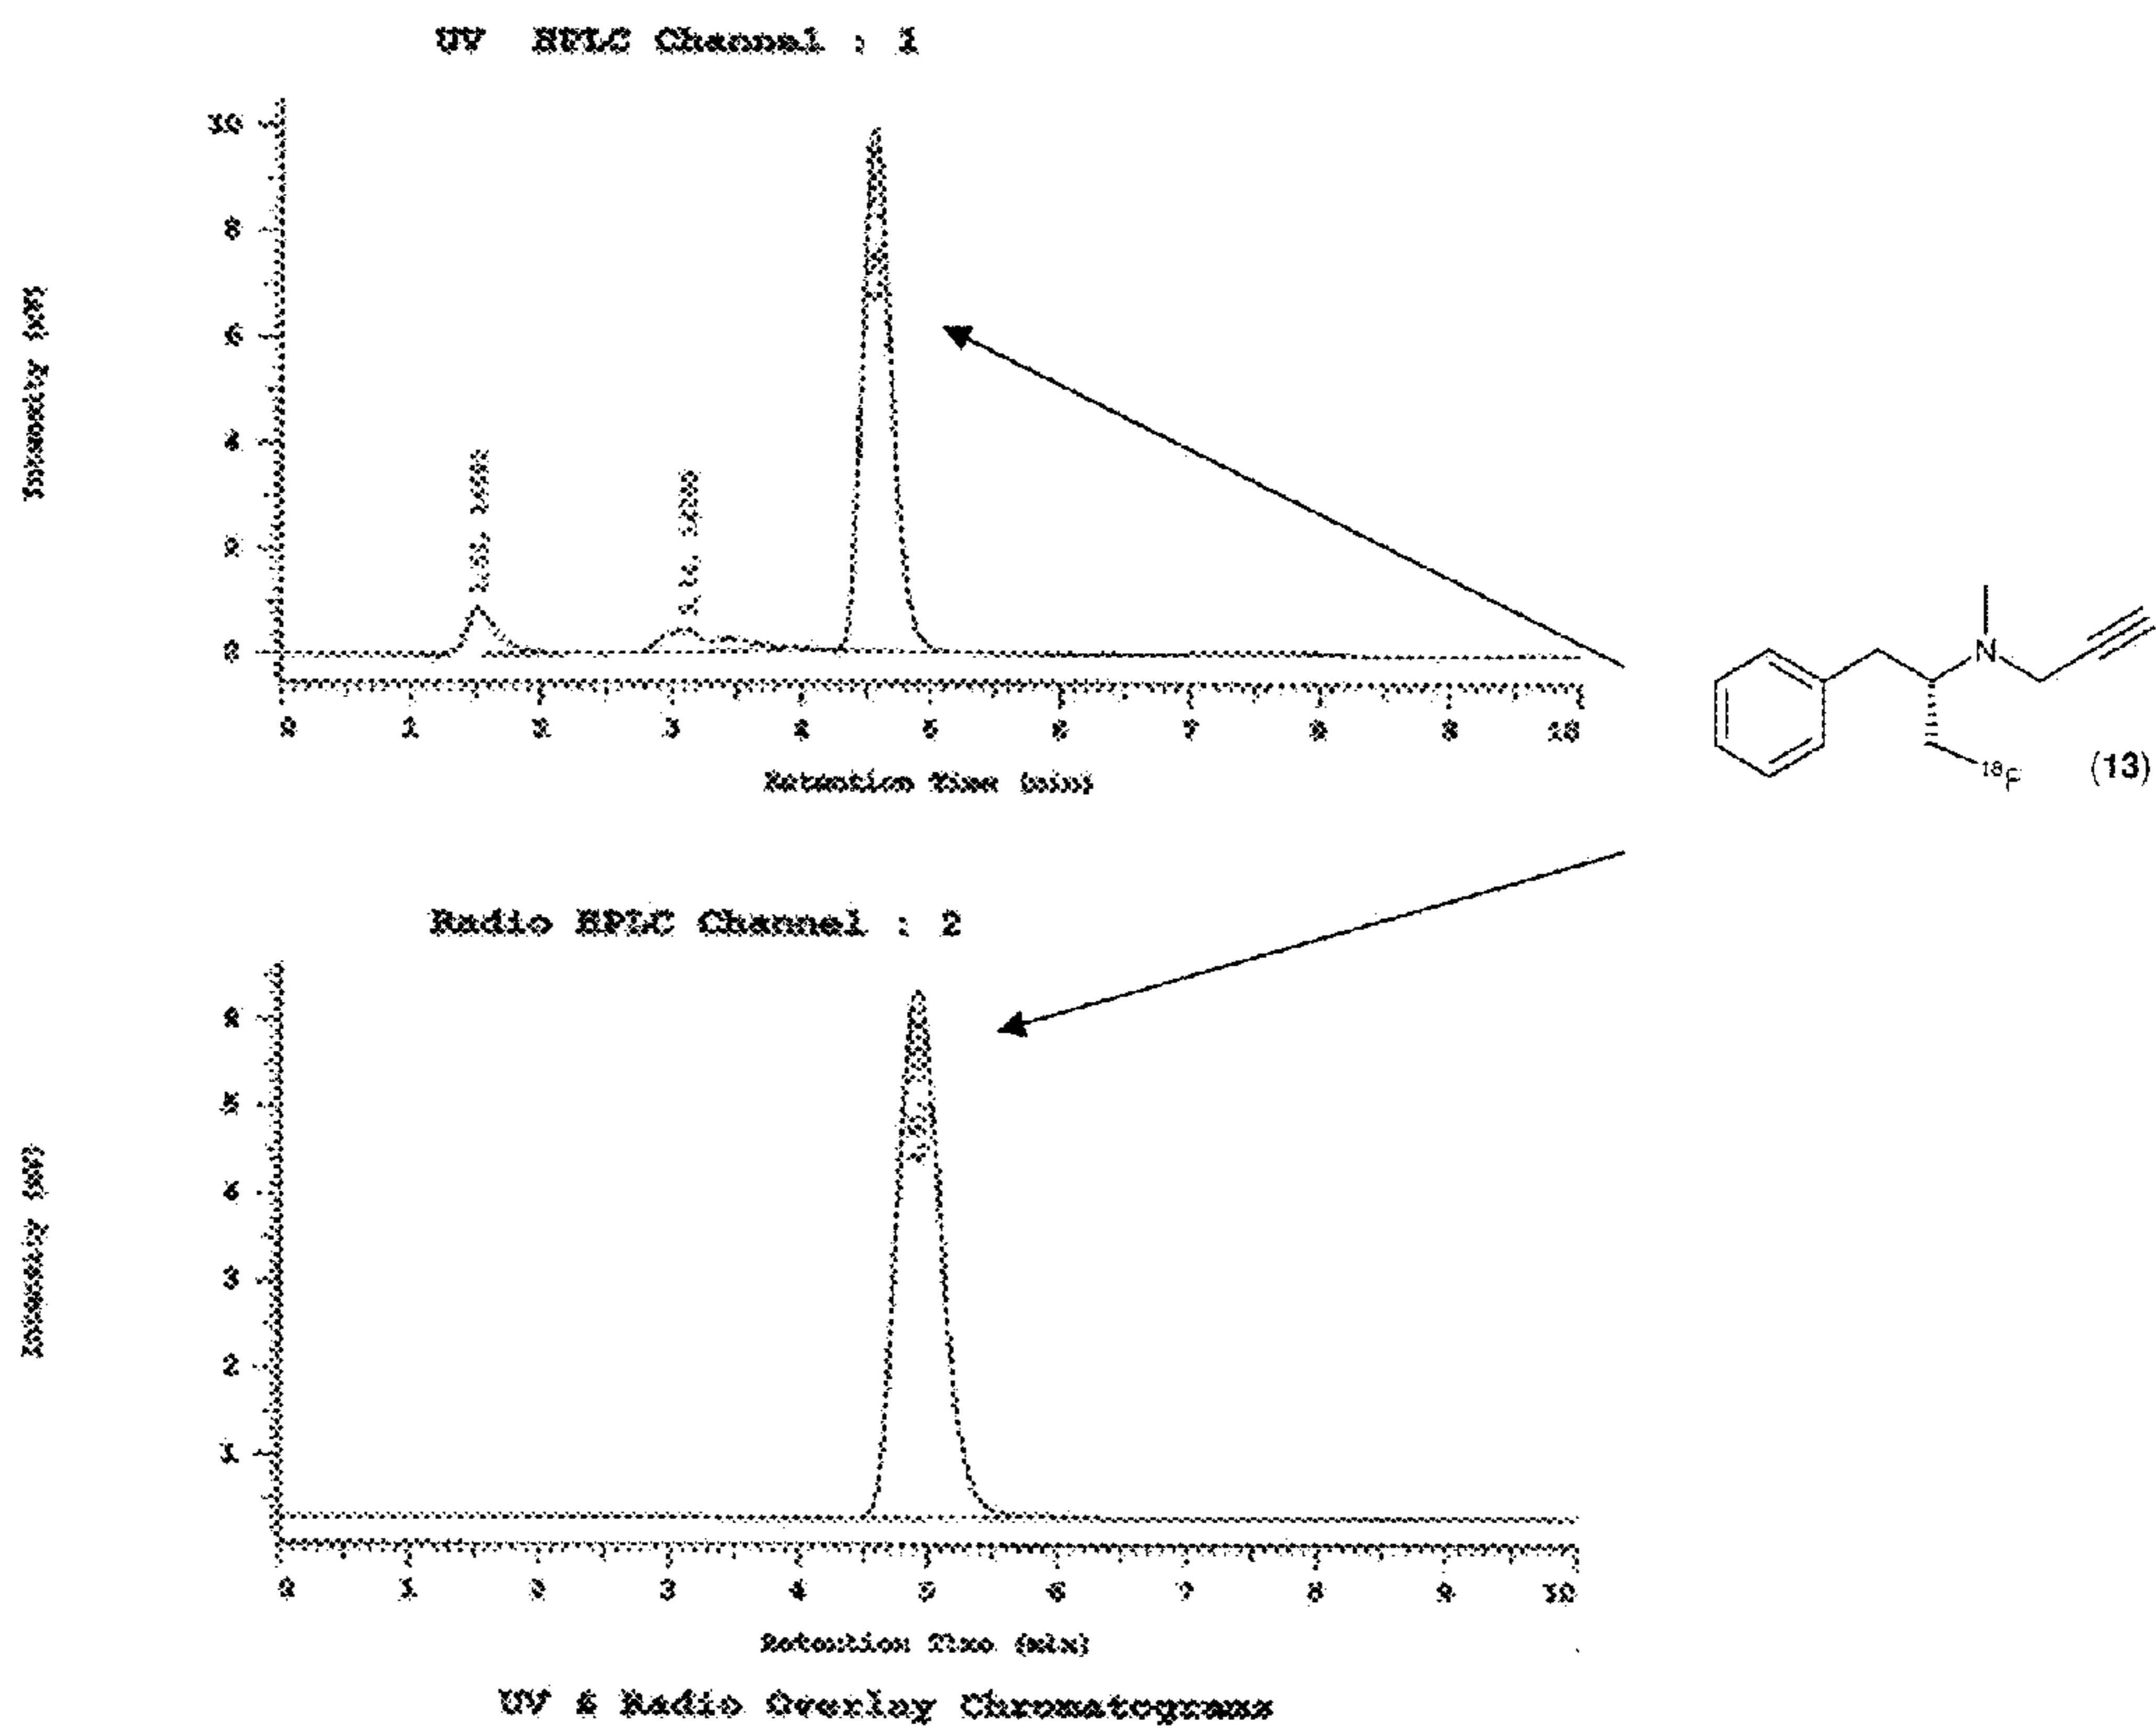 UV HPLC Channel : 1
10
8
6
4
2
0
Intensity (mV)
0 1 2 3 4 5 6 7 8 9 10
Retention Time (min)
N
18F
(13)
Radio HPLC Channel : 2
6
5
4
3
2
1
Intensity (mV)
0 1 2 3 4 5 6 7 8 9 10
Retention Time (min)
UV & Radio Overlay Chromatograms